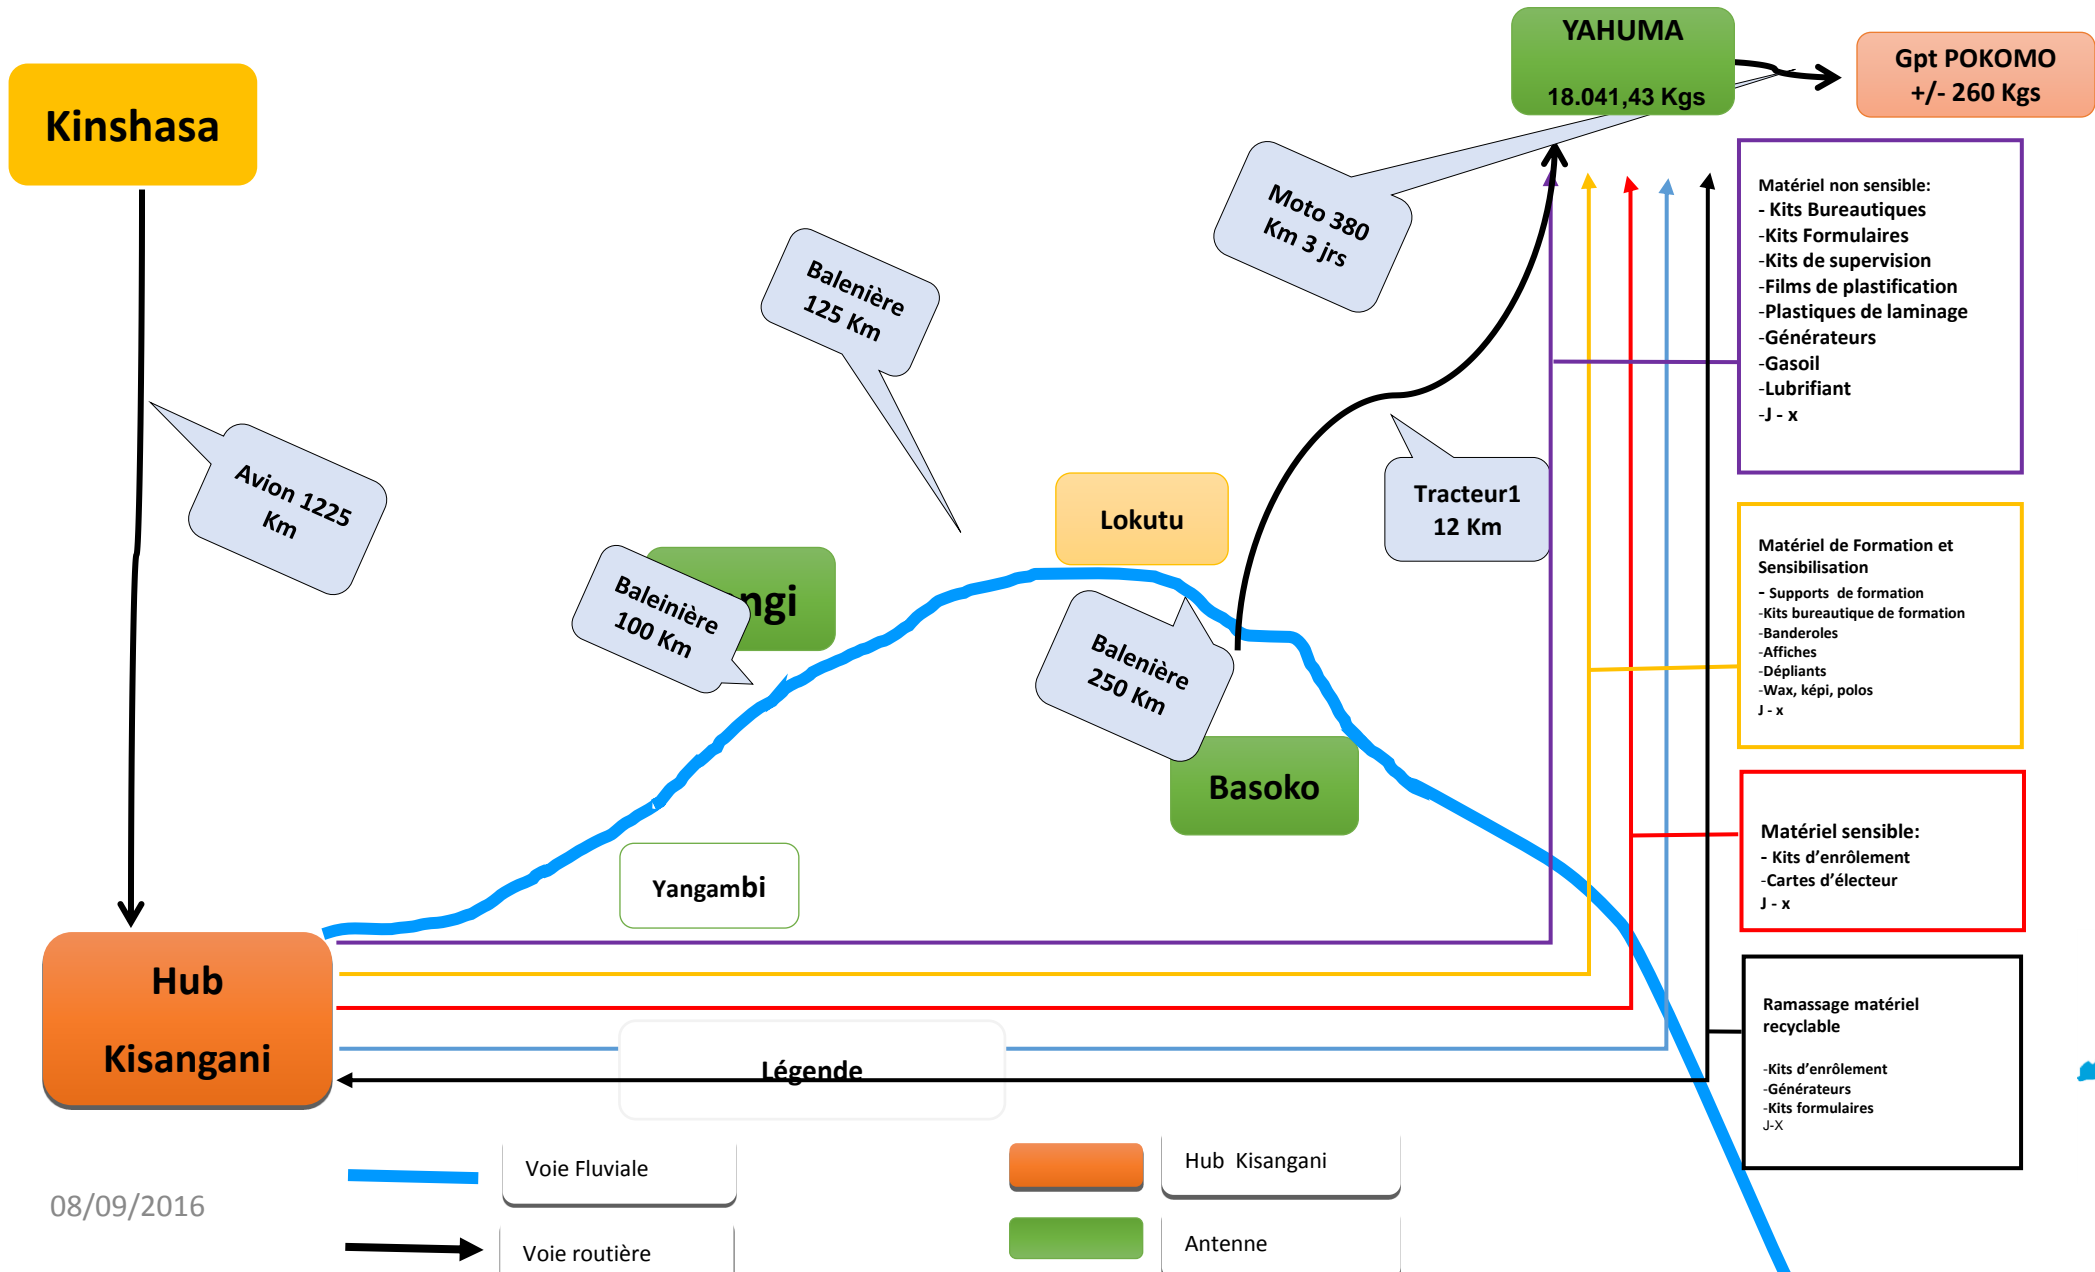 YAHUMA
18.041,43 Kgs
Gpt POKOMO
+/- 260 Kgs
Kinshasa
Moto 380
Km 3 jrs
Balenière
125 Km
Avion 1225
Km
Matériel non sensible:
- Kits Bureautiques
-Kits Formulaires
-Kits de supervision
-Films de plastification
-Plastiques de laminage
-Générateurs
-Gasoil
-Lubrifiant
-J - x
Lokutu
Tracteur1
12 Km
Baleinière
100 Km
ngi
Balenière
250 Km
Basoko
Matériel de Formation et
Sensibilisation
- Supports de formation
-Kits bureautique de formation
-Banderoles
-Affiches
-Dépliants
-Wax, képi, polos
J - x
Matériel sensible:
- Kits d'enrôlement
-Cartes d'électeur
J - x
Yangambi
Hub
Kisangani
Ramassage matériel
recyclable
-Kits d'enrôlement
-Générateurs
-Kits formulaires
J-X
Légende
Voie Fluviale
Hub Kisangani
08/09/2016
Voie routière
Antenne